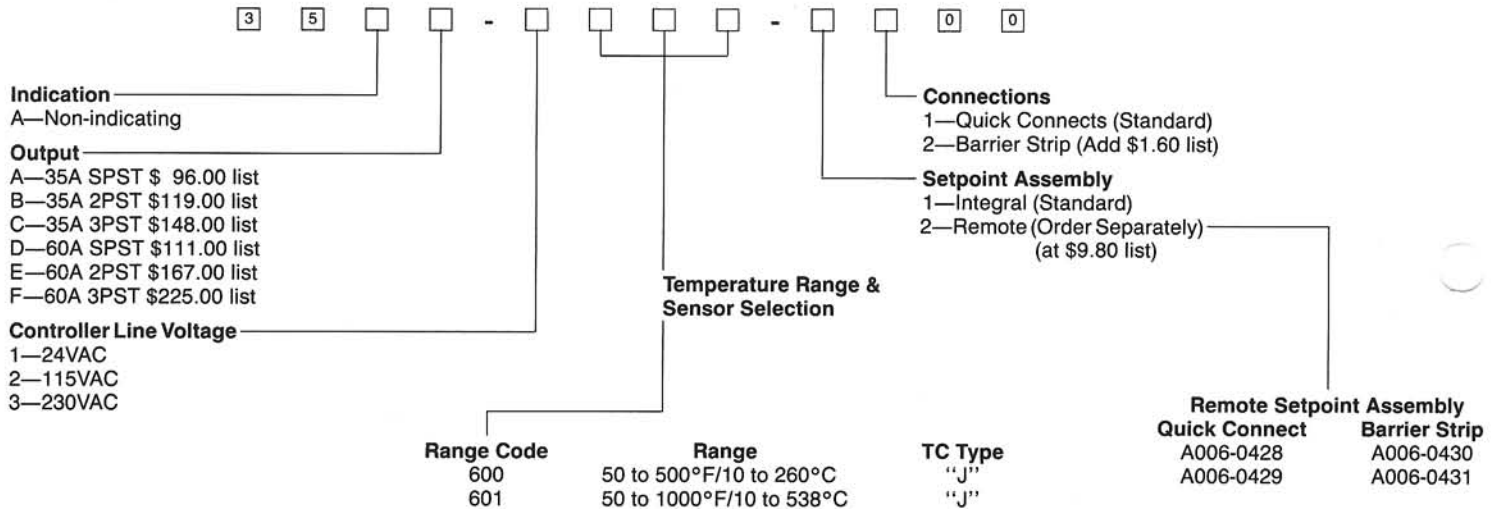 3 5 - - 0 0
Indication
A—Non-indicating
Output
A—35A SPST $ 96.00 list
B—35A 2PST $119.00 list
C—35A 3PST $148.00 list
D—60A SPST $111.00 list
E—60A 2PST $167.00 list
F—60A 3PST $225.00 list
Controller Line Voltage
1—24VAC
2—115VAC
3—230VAC
Connections
1—Quick Connects (Standard)
2—Barrier Strip (Add $1.60 list)
Setpoint Assembly
1—Integral (Standard)
2—Remote (Order Separately)
(at $9.80 list)
Temperature Range &
Sensor Selection
Remote Setpoint Assembly
Quick Connect Barrier Strip
A006-0428 A006-0430
A006-0429 A006-0431
Range Code Range TC Type
600 50 to 500°F/10 to 260°C "J"
601 50 to 1000°F/10 to 538°C "J"